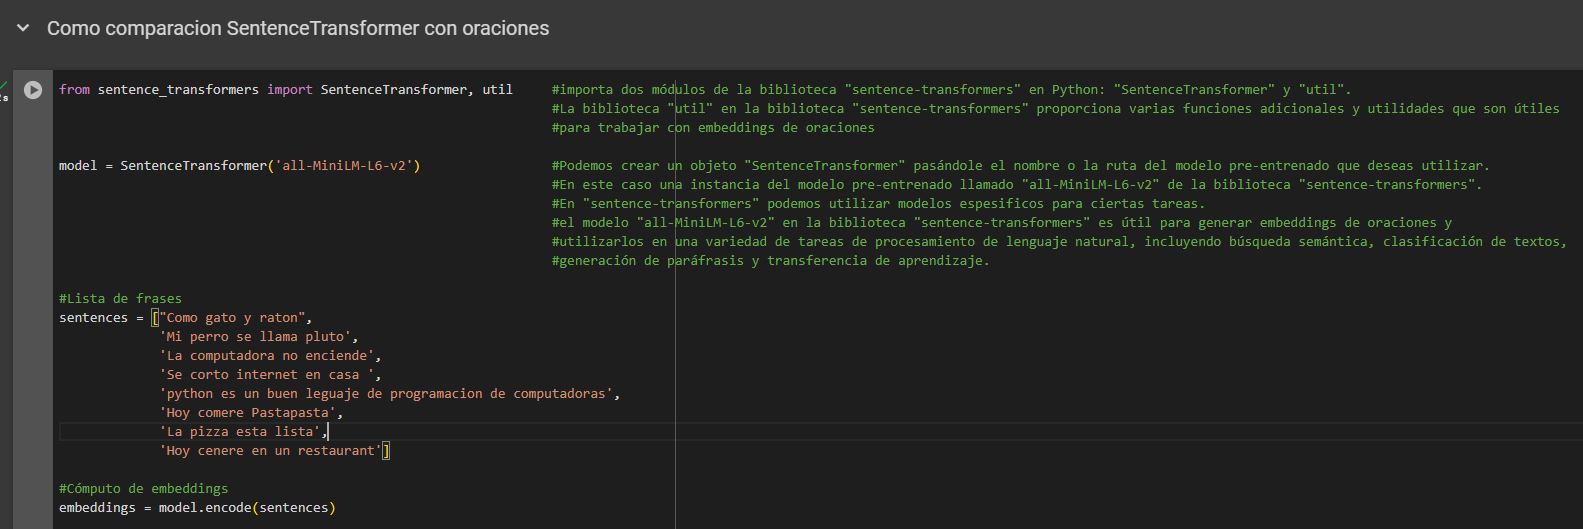 Como comparacion SentenceTransformer con oraciones
from sentence_transformers import SentenceTransformer, util #importa dos módulos de la biblioteca "sentence-transformers" en Python: "SentenceTransformer" y "util".
#La biblioteca "util" en la biblioteca "sentence-transformers" proporciona varias funciones adicionales y utilidades que son útiles
#para trabajar con embeddings de oraciones
model = SentenceTransformer('all-MiniLM-L6-v2') #Podemos crear un objeto "SentenceTransformer" pasándole el nombre o la ruta del modelo pre-entrenado que deseas utilizar.
#En este caso una instancia del modelo pre-entrenado llamado "all-MiniLM-L6-v2" de la biblioteca "sentence-transformers".
#En "sentence-transformers" podemos utilizar modelos espesificos para ciertas tareas.
#el modelo "all-MiniLM-L6-v2" en la biblioteca "sentence-transformers" es útil para generar embeddings de oraciones y
#utilizarlos en una variedad de tareas de procesamiento de lenguaje natural, incluyendo búsqueda semántica, clasificación de textos,
#generación de paráfrasis y transferencia de aprendizaje.
#Lista de frases
sentences = ["Como gato y raton",
'Mi perro se llama pluto',
'La computadora no enciende',
'Se corto internet en casa ',
'python es un buen leguaje de programacion de computadoras',
'Hoy comere Pastapasta',
'La pizza esta lista',
'Hoy cenere en un restaurant']
#Cómputo de embeddings
embeddings = model.encode(sentences)